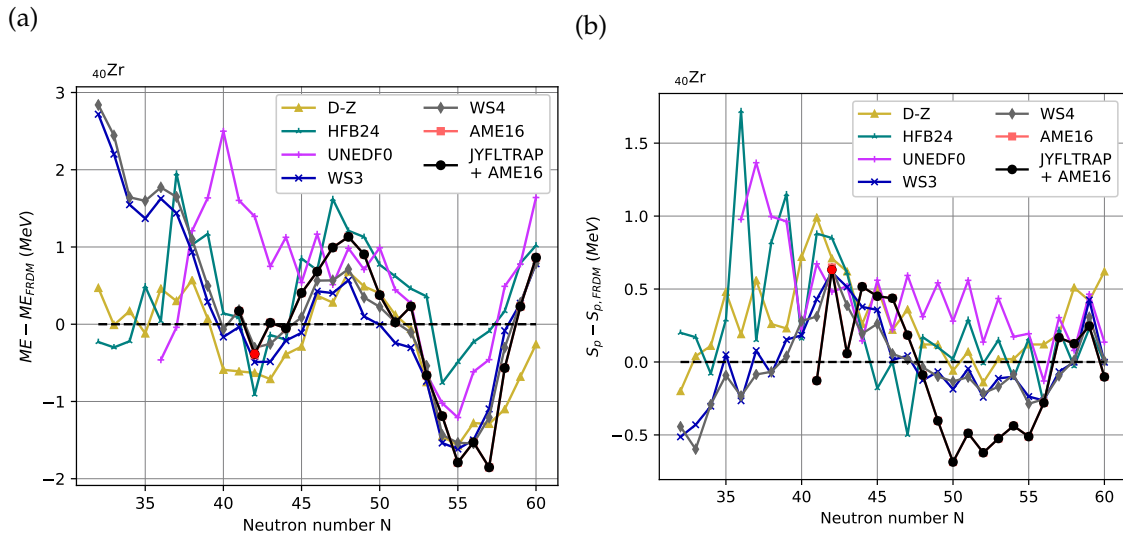 (a)
₄₀Zr
ME − ME_FRDM (MeV)
3
2
1
0
−1
−2
35
40
45
50
55
60
Neutron number N
D-Z
HFB24
UNEDF0
WS3
WS4
AME16
JYFLTRAP
+ AME16
(b)
₄₀Zr
S_p − S_p,FRDM (MeV)
1.5
1.0
0.5
0.0
−0.5
35
40
45
50
55
60
Neutron number N
D-Z
HFB24
UNEDF0
WS3
WS4
AME16
JYFLTRAP
+ AME16